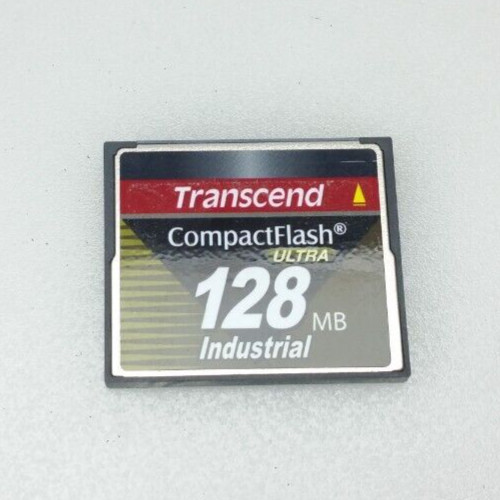 Transcend
CompactFlash®
ULTRA
128 MB
Industrial